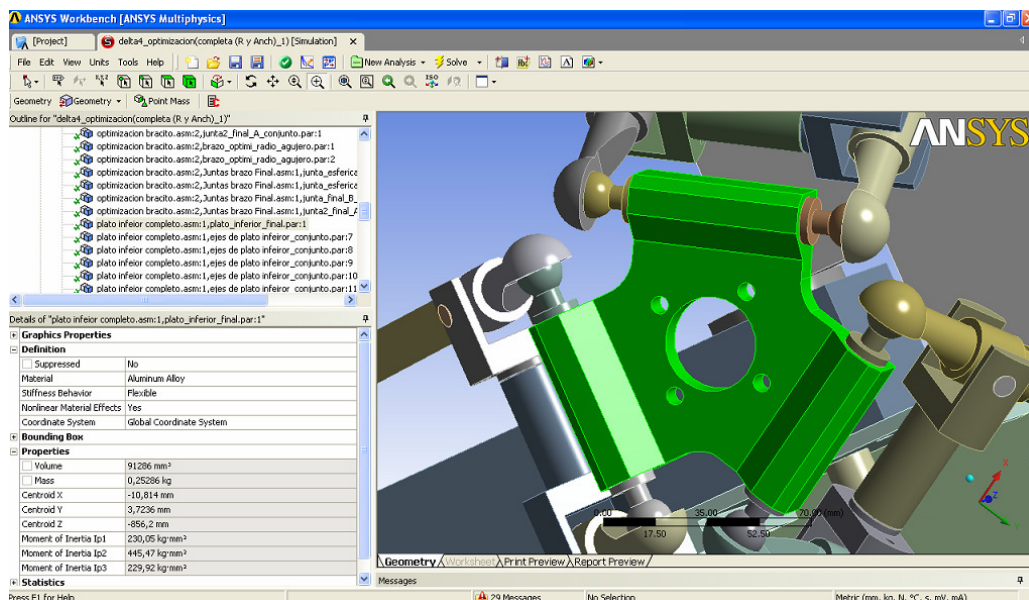 ANSYS Workbench [ANSYS Multiphysics]
[Project] delta4_optimizacion(completa (R y Anch)_1) [Simulation]
File Edit View Units Tools Help New Analysis Solve
ISO
Geometry Geometry Point Mass
Outline for "delta4_optimizacion(completa (R y Anch)_1)"
optimizacion bracito.asm:2,junta2_final_A_conjunto.par:1
optimizacion bracito.asm:2,brazo_optimi_radio_agujero.par:1
optimizacion bracito.asm:2,brazo_optimi_radio_agujero.par:2
optimizacion bracito.asm:2,Juntas brazo Final.asm:1,junta_esferica
optimizacion bracito.asm:2,Juntas brazo Final.asm:1,junta_esferica
optimizacion bracito.asm:2,Juntas brazo Final.asm:1,junta_final_B_
optimizacion bracito.asm:2,Juntas brazo Final.asm:1,junta2_final_A
plato infeior completo.asm:1,plato_inferior_final.par:1
plato infeior completo.asm:1,ejes de plato infeiror_conjunto.par:7
plato infeior completo.asm:1,ejes de plato infeiror_conjunto.par:8
plato infeior completo.asm:1,ejes de plato infeiror_conjunto.par:9
plato infeior completo.asm:1,ejes de plato infeiror_conjunto.par:10
plato infeior completo.asm:1,ejes de plato infeiror_conjunto.par:11
Details of "plato infeior completo.asm:1,plato_inferior_final.par:1"
Graphics Properties
Definition
Suppressed No
Material Aluminum Alloy
Stiffness Behavior Flexible
Nonlinear Material Effects Yes
Coordinate System Global Coordinate System
Bounding Box
Properties
Volume 91286 mm³
Mass 0,25286 kg
Centroid X -10,814 mm
Centroid Y 3,7236 mm
Centroid Z -856,2 mm
Moment of Inertia Ip1 230,05 kg·mm²
Moment of Inertia Ip2 445,47 kg·mm²
Moment of Inertia Ip3 229,92 kg·mm²
Statistics
ANSYS
0.00 35.00 70.00 (mm)
17.50 52.50
X
Z
Y
Geometry Worksheet Print Preview Report Preview
Messages
Press F1 for Help 29 Messages No Selection Metric (mm, kg, N, °C, s, mV, mA)